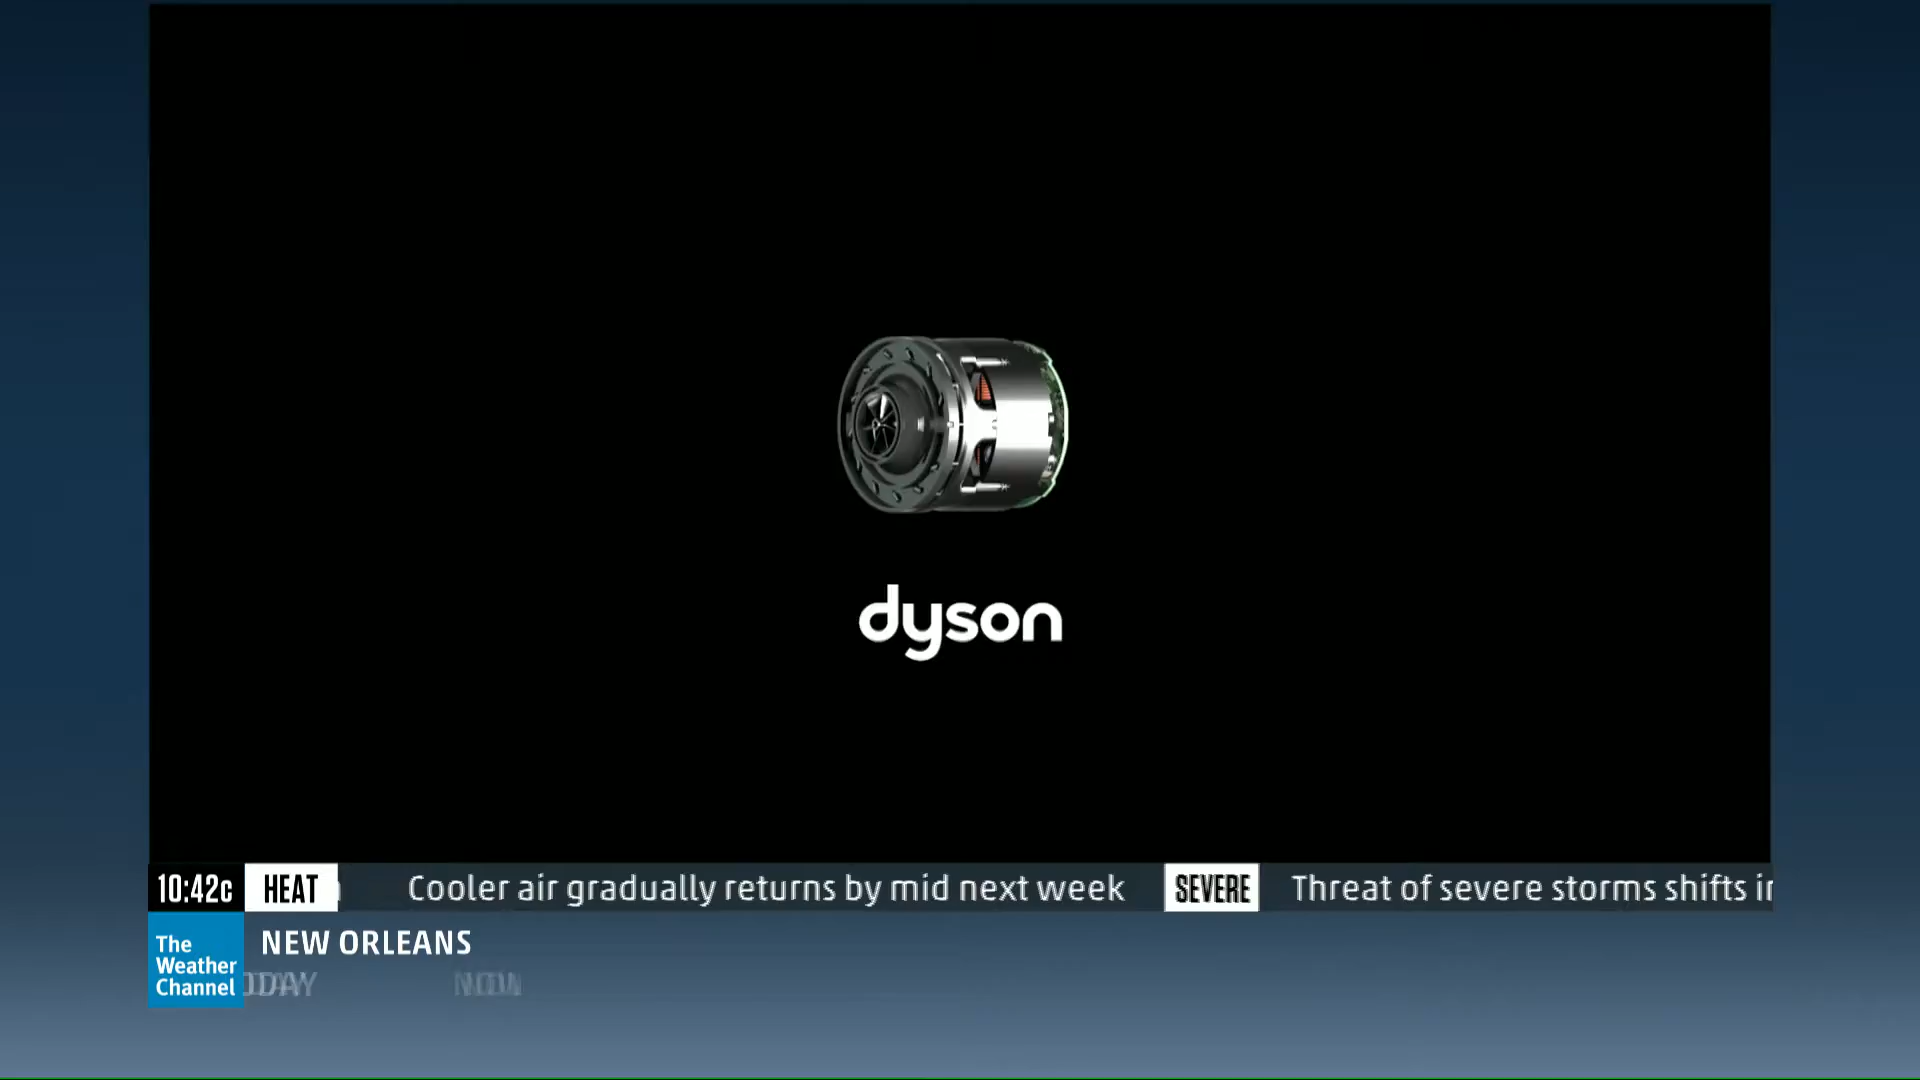 dyson
10:42c HEAT Cooler air gradually returns by mid next week SEVERE Threat of severe storms shifts
The Weather Channel
NEW ORLEANS